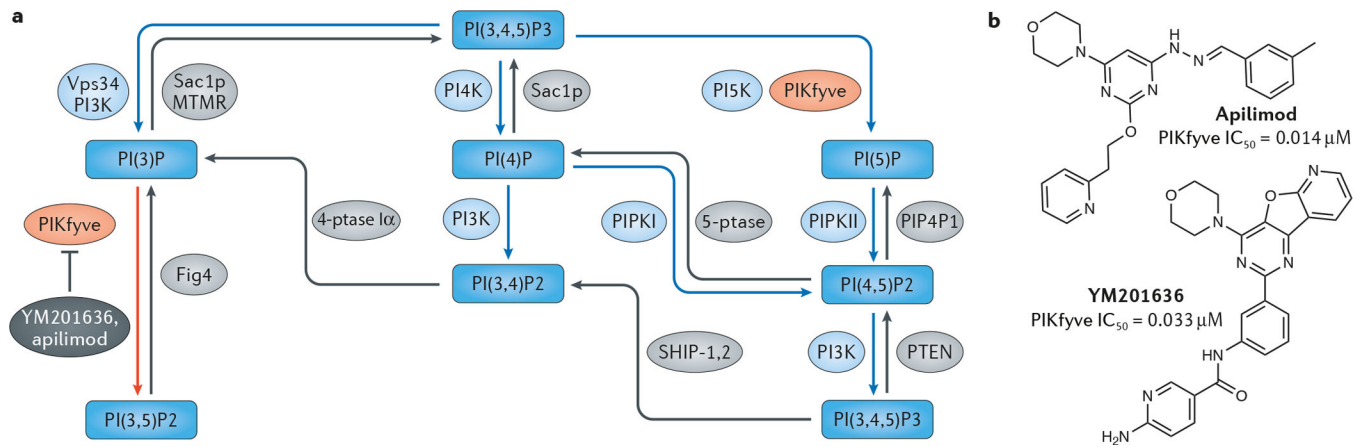 a
PI(3,4,5)P3
Vps34
PI3K
Sac1p
MTMR
PI4K
Sac1p
PI5K
PIKfyve
PI(3)P
PI(4)P
PI(5)P
PIKfyve
4-ptase Iα
PI3K
PIPKI
5-ptase
PIPKII
PIP4P1
Fig4
PI(3,4)P2
PI(4,5)P2
YM201636,
apilimod
SHIP-1,2
PI3K
PTEN
PI(3,5)P2
PI(3,4,5)P3
b
O
N
H
N
N
N
N
O
N
Apilimod
PIKfyve IC50 = 0.014 μM
N
O
O
N
N
N
YM201636
PIKfyve IC50 = 0.033 μM
NH
N
O
H2N